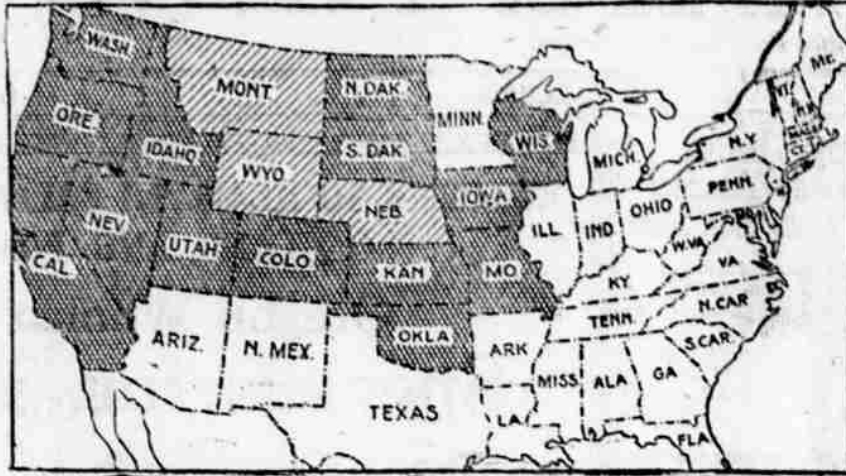 WASH.
MONT.
N. DAK.
MINN.
ME.
ORE.
IDAHO
WYO.
S. DAK.
WIS.
MICH.
N.Y.
VT.
NEB.
IOWA
PENN.
NEV.
UTAH
COLO.
KAN
MO.
ILL.
IND
OHIO
W.VA
VA
CAL.
KY.
N.CAR
TENN.
ARIZ.
N. MEX.
OKLA
ARK
S.CAR.
MISS.
ALA
GA
TEXAS
LA.
FLA